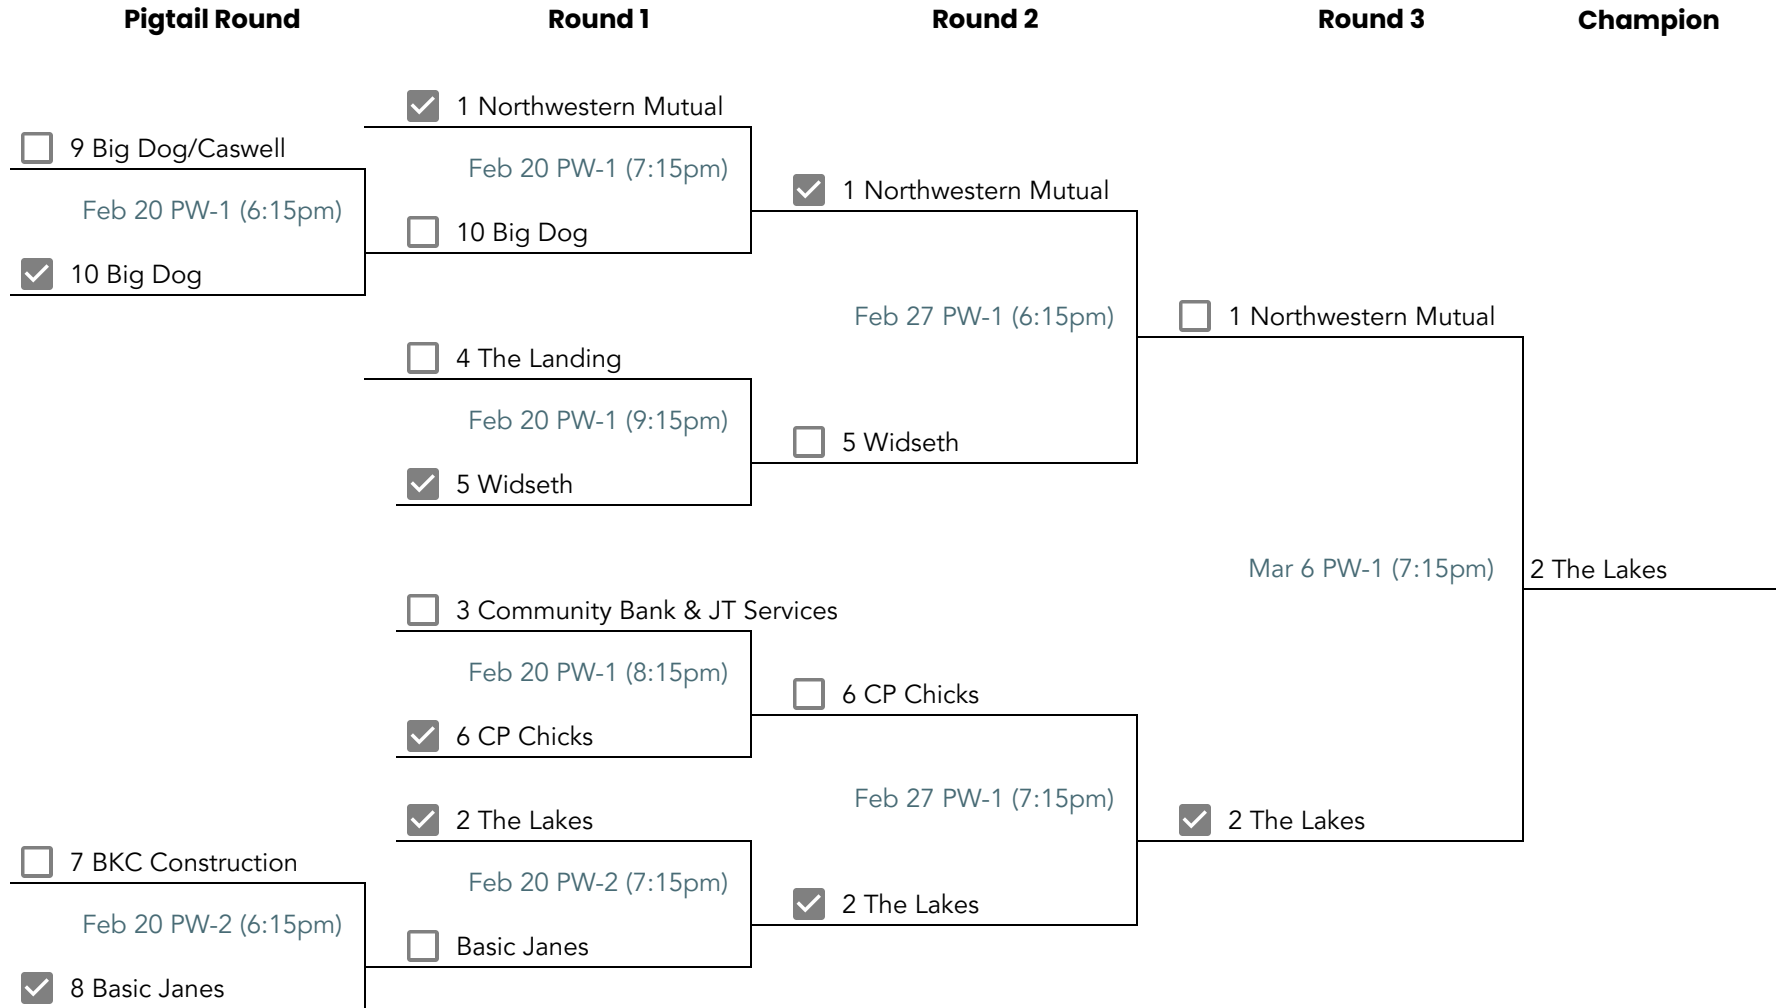 Pigtail Round
Round 1
Round 2
Round 3
Champion
9 Big Dog/Caswell
Feb 20 PW-1 (6:15pm)
10 Big Dog
7 BKC Construction
Feb 20 PW-2 (6:15pm)
8 Basic Janes
1 Northwestern Mutual
Feb 20 PW-1 (7:15pm)
10 Big Dog
4 The Landing
Feb 20 PW-1 (9:15pm)
5 Widseth
3 Community Bank & JT Services
Feb 20 PW-1 (8:15pm)
6 CP Chicks
2 The Lakes
Feb 20 PW-2 (7:15pm)
Basic Janes
1 Northwestern Mutual
Feb 27 PW-1 (6:15pm)
5 Widseth
6 CP Chicks
Feb 27 PW-1 (7:15pm)
2 The Lakes
1 Northwestern Mutual
Mar 6 PW-1 (7:15pm)
2 The Lakes
2 The Lakes